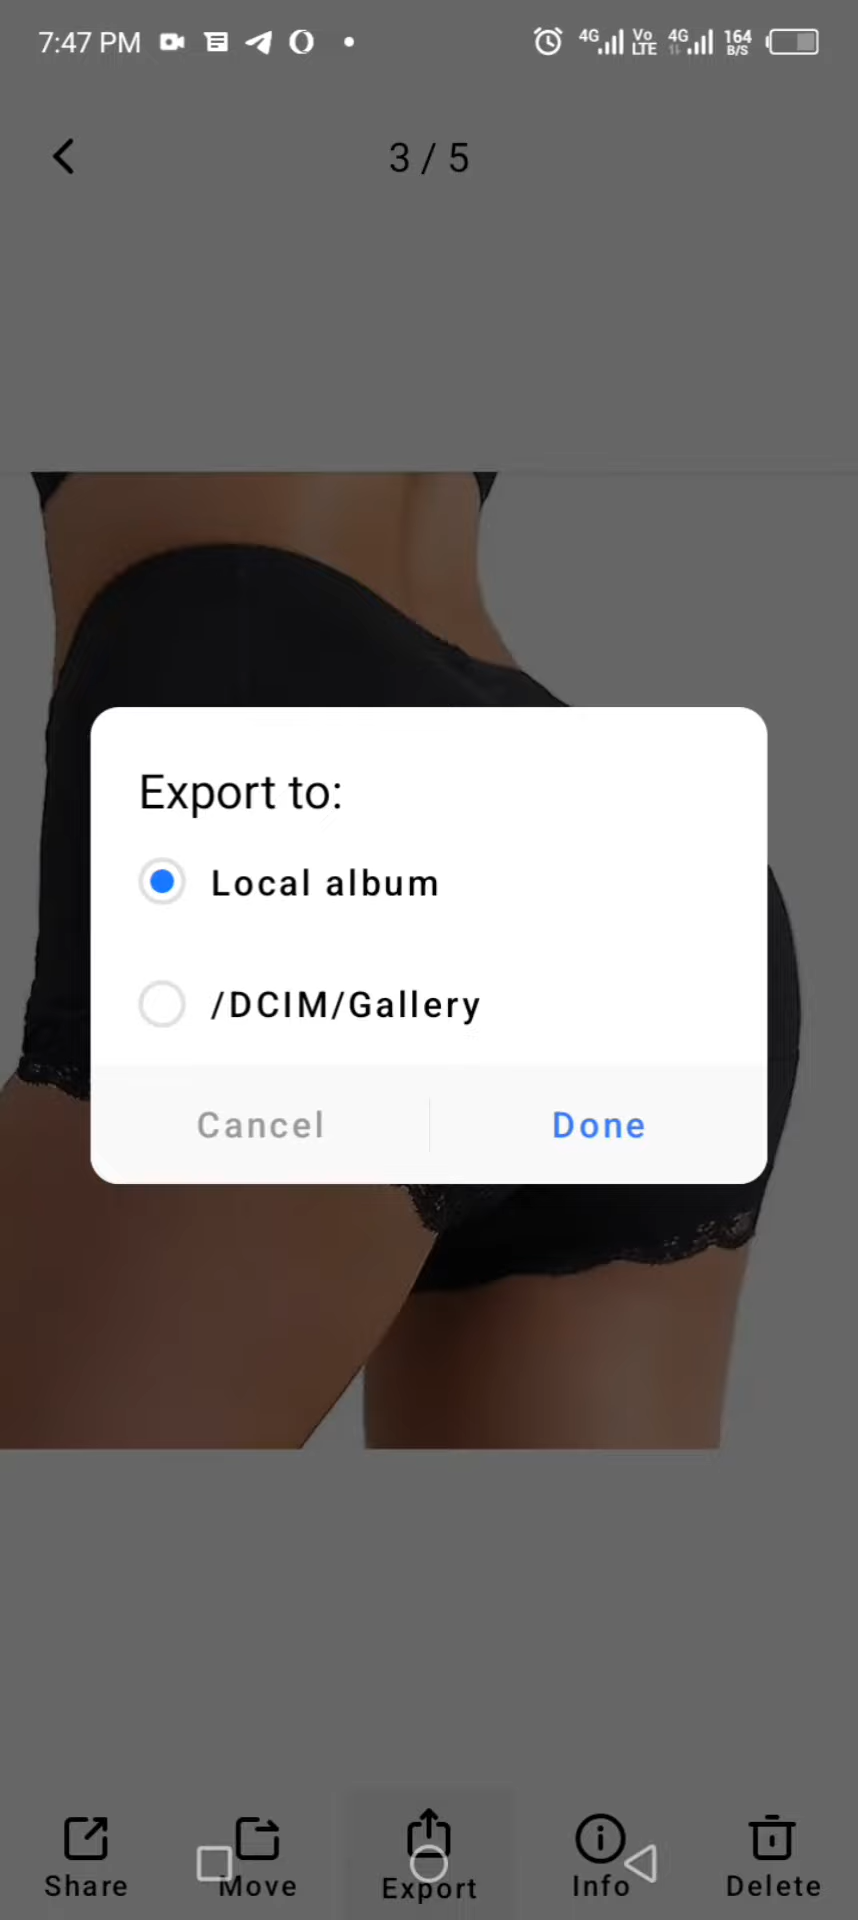 7:47 PM 4G Vo LTE 4G 164 B/S
3 / 5
Export to:
Local album
/DCIM/Gallery
Cancel Done
Share Move Export Info Delete